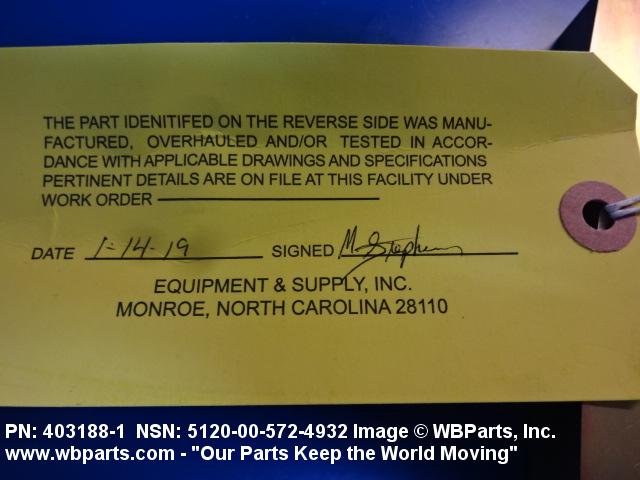 THE PART IDENITIFED ON THE REVERSE SIDE WAS MANU-
FACTURED, OVERHAULED AND/OR TESTED IN ACCOR-
DANCE WITH APPLICABLE DRAWINGS AND SPECIFICATIONS
PERTINENT DETAILS ARE ON FILE AT THIS FACILITY UNDER
WORK ORDER
DATE 1-14-19 SIGNED M Stephens
EQUIPMENT & SUPPLY, INC.
MONROE, NORTH CAROLINA 28110
PN: 403188-1 NSN: 5120-00-572-4932 Image © WBParts, Inc.
www.wbparts.com - "Our Parts Keep the World Moving"